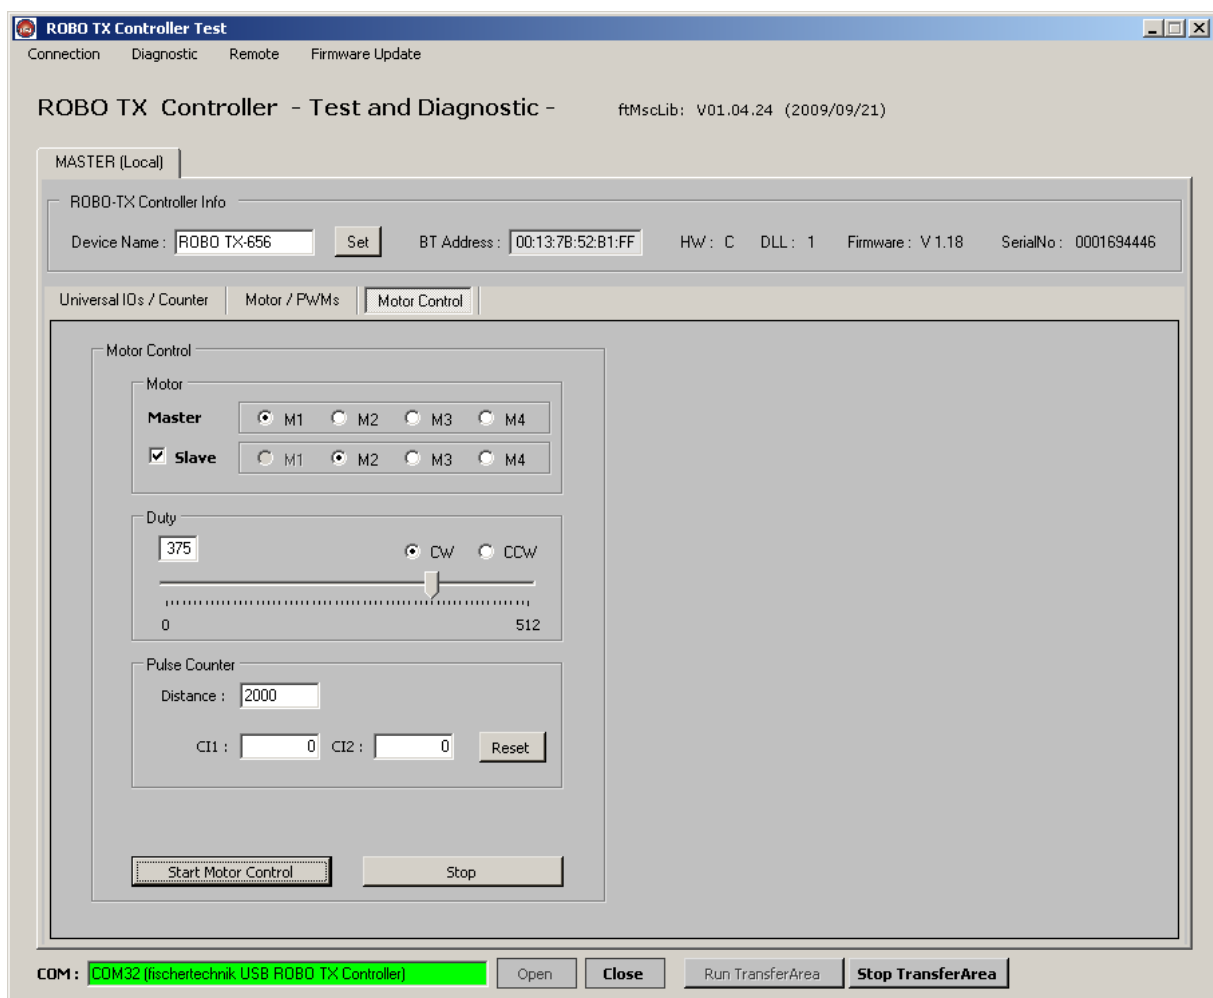 ROBO TX Controller Test
Connection Diagnostic Remote Firmware Update
ROBO TX Controller - Test and Diagnostic - ftMscLib: V01.04.24 (2009/09/21)
MASTER (Local)
ROBO-TX Controller Info
Device Name : ROBO TX-656 Set BT Address : 00:13:7B:52:B1:FF HW : C DLL : 1 Firmware : V 1.18 SerialNo : 0001694446
Universal IOs / Counter Motor / PWMs Motor Control
Motor Control
Motor
Master M1 M2 M3 M4
Slave M1 M2 M3 M4
Duty
375 CW CCW
0 512
Pulse Counter
Distance : 2000
CI1 : 0 CI2 : 0 Reset
Start Motor Control Stop
COM : COM32 (fischertechnik USB ROBO TX Controller) Open Close Run TransferArea Stop TransferArea